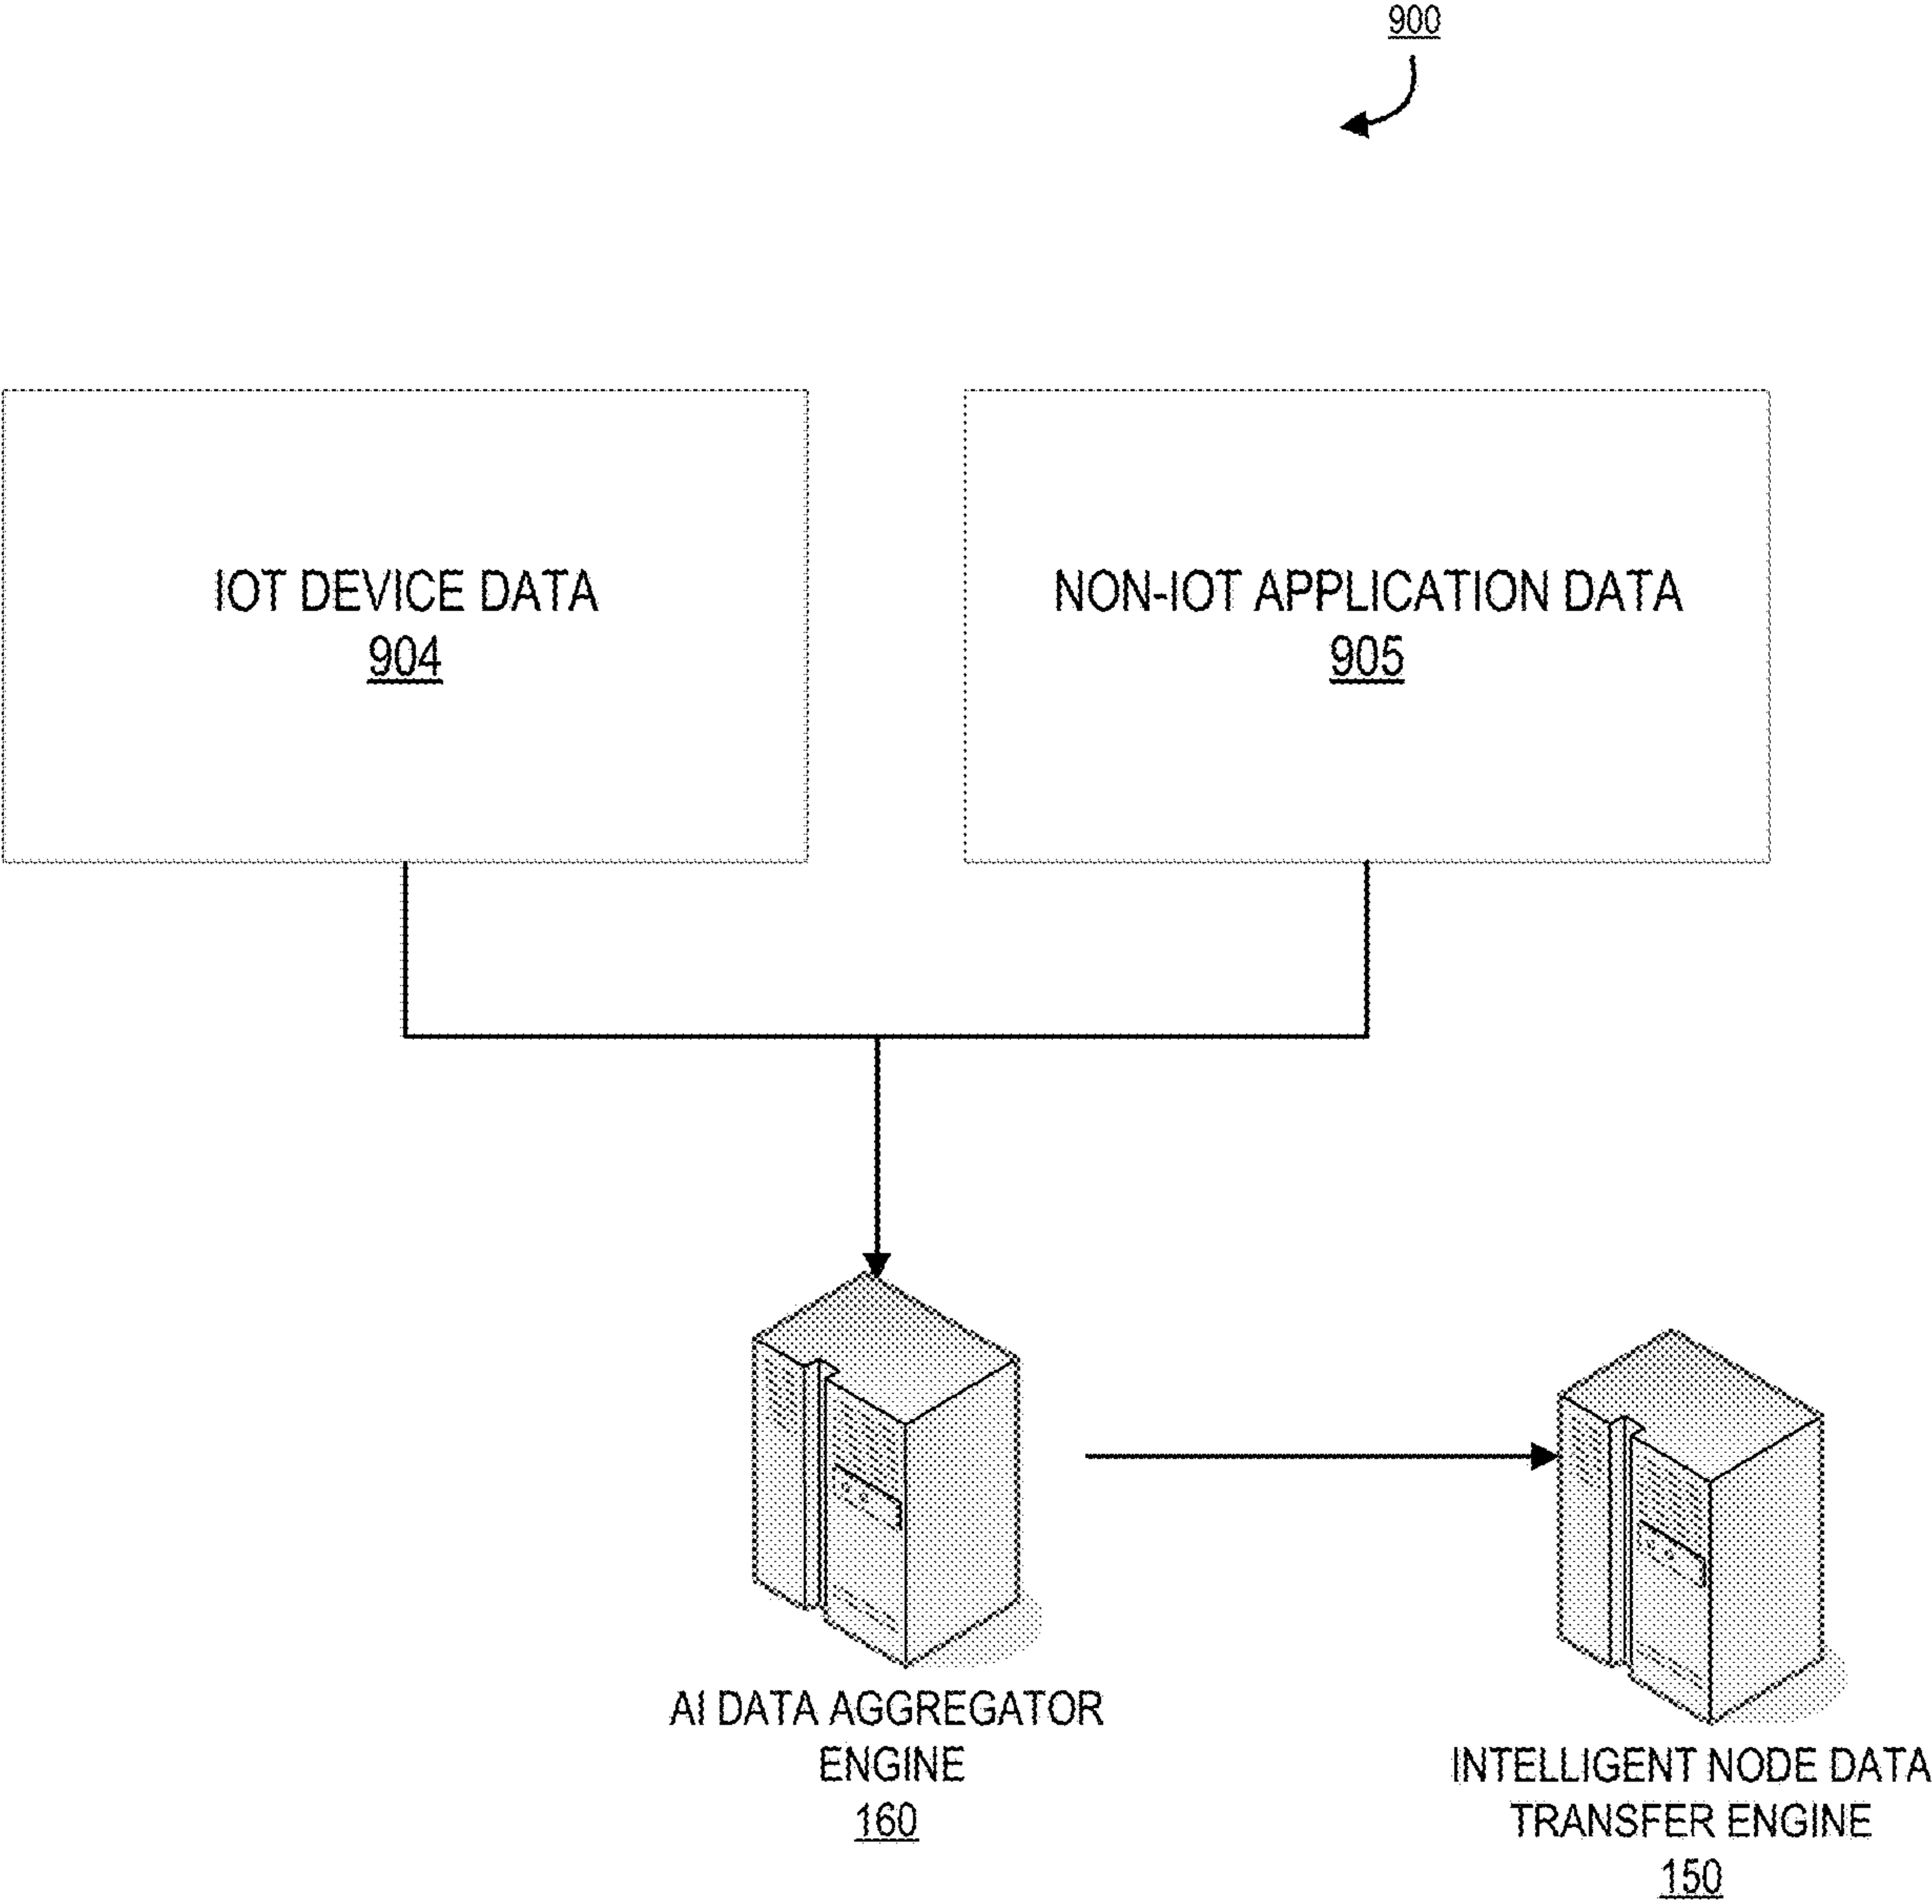 900
IOT DEVICE DATA
904
NON-IOT APPLICATION DATA
905
AI DATA AGGREGATOR
ENGINE
160
INTELLIGENT NODE DATA
TRANSFER ENGINE
150